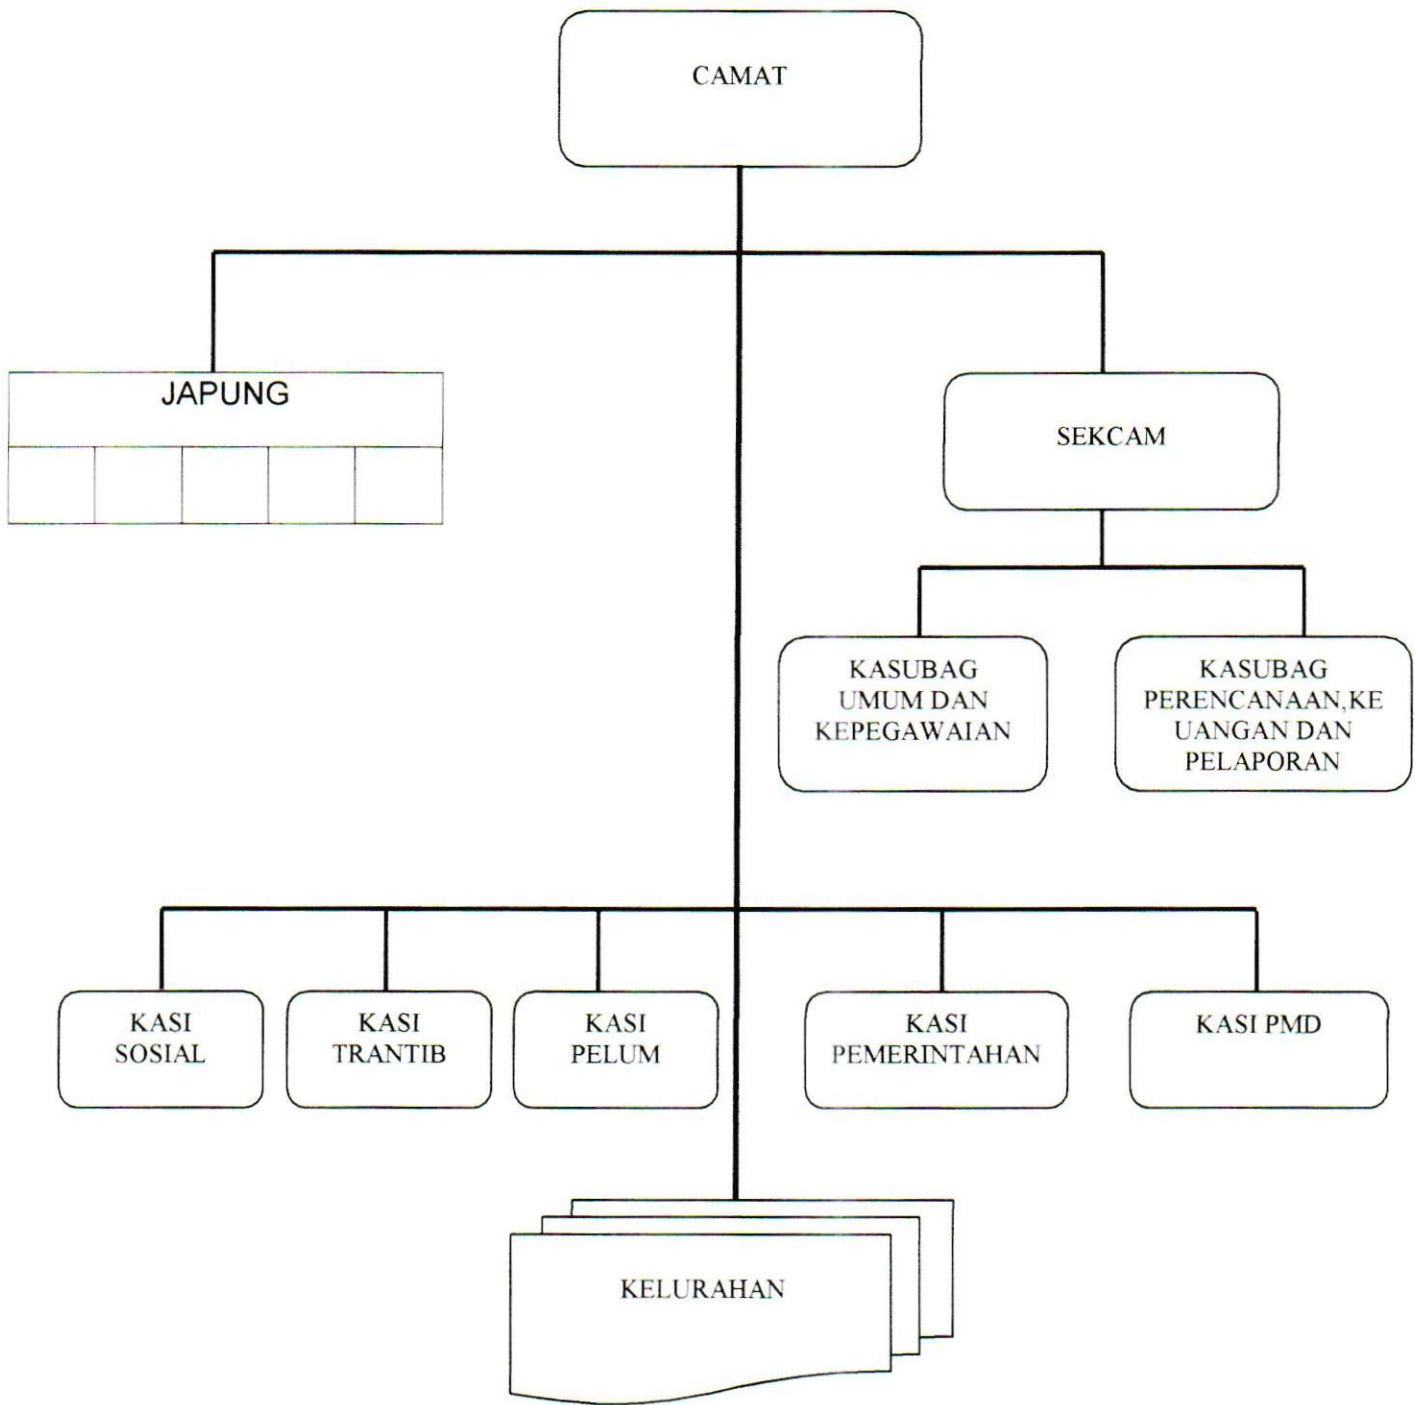 CAMAT
JAPUNG
SEKCAM
KASUBAG
UMUM DAN
KEPEGAWAIAN
KASUBAG
PERENCANAAN,KE
UANGAN DAN
PELAPORAN
KASI
SOSIAL
KASI
TRANTIB
KASI
PELUM
KASI
PEMERINTAHAN
KASI PMD
KELURAHAN